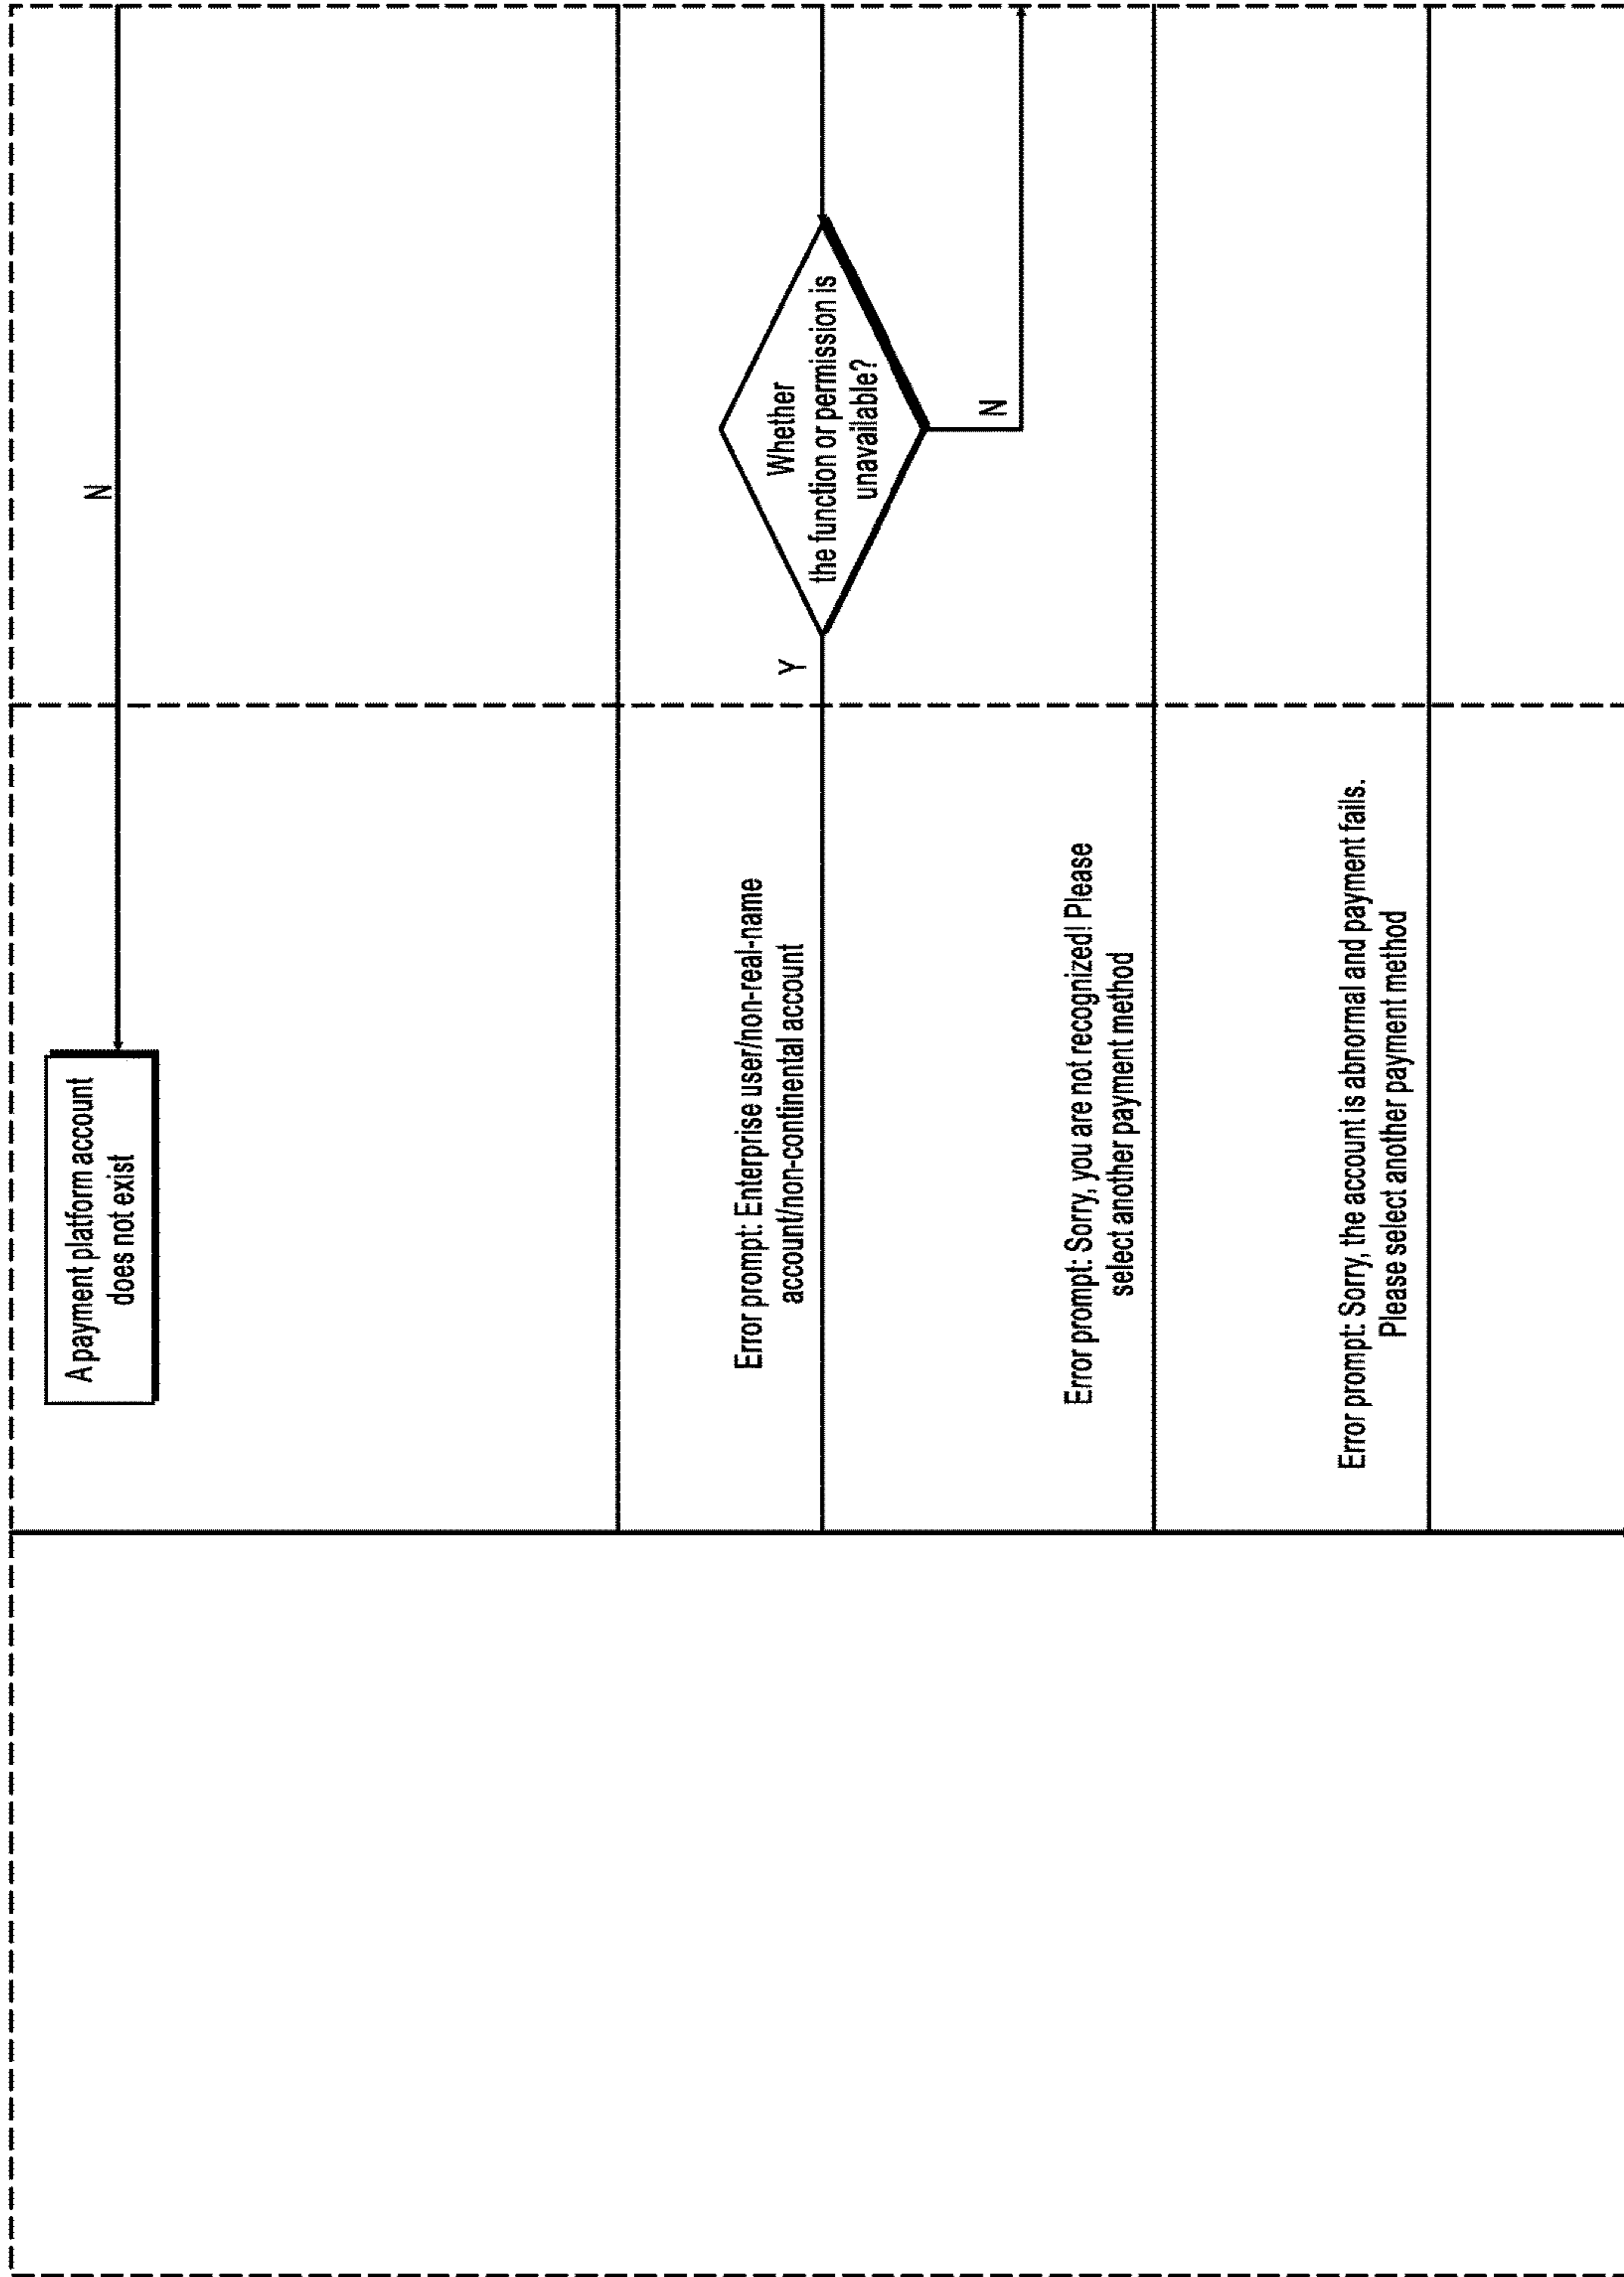 N
A payment platform account
does not exist
Whether
the function or permission is
unavailable?
Y
N
Error prompt: Enterprise user/non-real-name
account/non-continental account
Error prompt: Sorry, you are not recognized! Please
select another payment method
Error prompt: Sorry, the account is abnormal and payment fails.
Please select another payment method